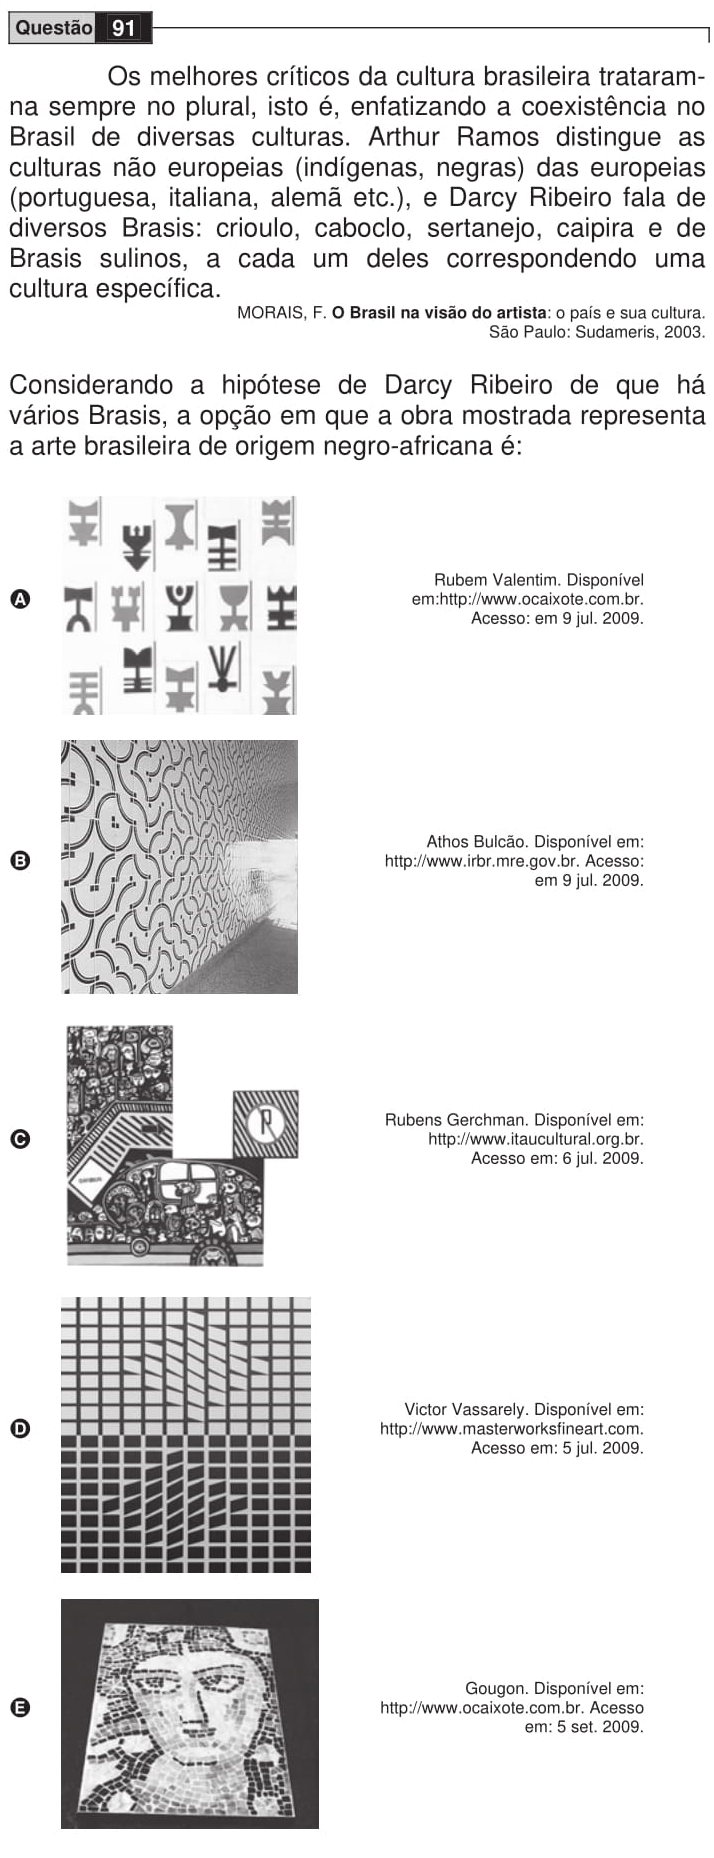 Questão 91
Os melhores críticos da cultura brasileira trataram-
na sempre no plural, isto é, enfatizando a coexistência no
Brasil de diversas culturas. Arthur Ramos distingue as
culturas não europeias (indígenas, negras) das europeias
(portuguesa, italiana, alemã etc.), e Darcy Ribeiro fala de
diversos Brasis: crioulo, caboclo, sertanejo, caipira e de
Brasis sulinos, a cada um deles correspondendo uma
cultura específica.
MORAIS, F. O Brasil na visão do artista: o país e sua cultura.
São Paulo: Sudameris, 2003.
Considerando a hipótese de Darcy Ribeiro de que há
vários Brasis, a opção em que a obra mostrada representa
a arte brasileira de origem negro-africana é:
A
Rubem Valentim. Disponível
em:http://www.ocaixote.com.br.
Acesso: em 9 jul. 2009.
B
Athos Bulcão. Disponível em:
http://www.irbr.mre.gov.br. Acesso:
em 9 jul. 2009.
C
R
Rubens Gerchman. Disponível em:
http://www.itaucultural.org.br.
Acesso em: 6 jul. 2009.
D
Victor Vassarely. Disponível em:
http://www.masterworksfineart.com.
Acesso em: 5 jul. 2009.
E
Gougon. Disponível em:
http://www.ocaixote.com.br. Acesso
em: 5 set. 2009.